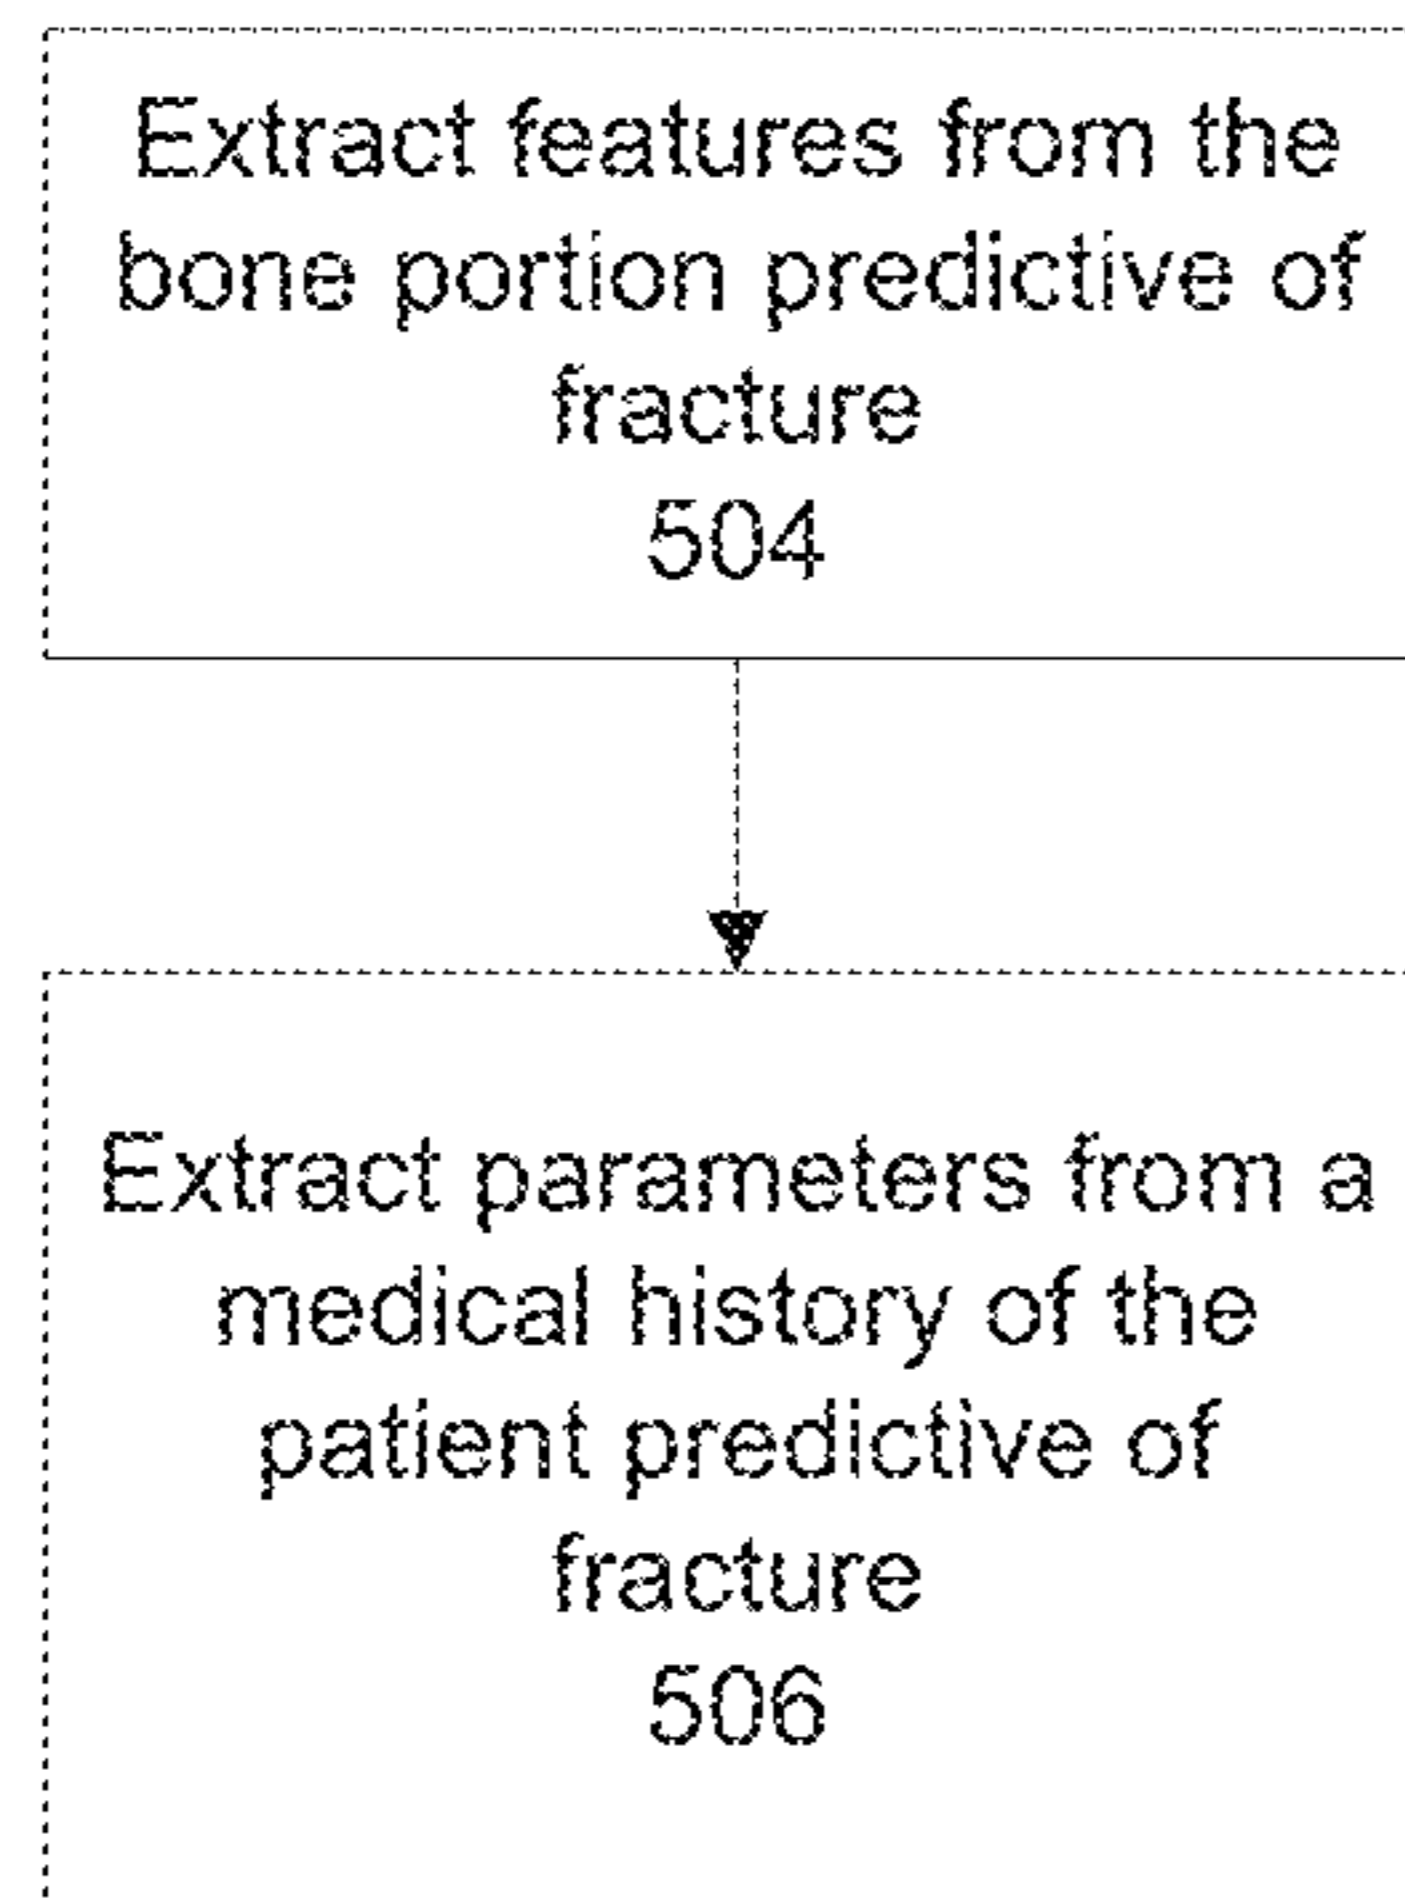 Extract features from the
bone portion predictive of
fracture
504
Extract parameters from a
medical history of the
patient predictive of
fracture
506